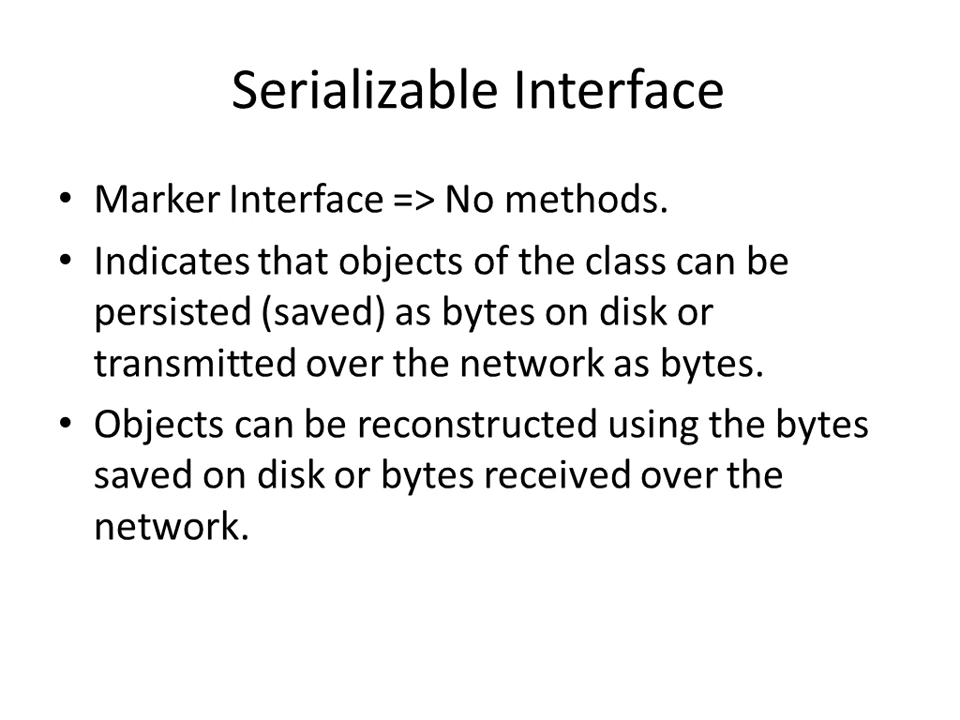 Serializable Interface
• Marker Interface => No methods.
• Indicates that objects of the class can be
persisted (saved) as bytes on disk or
transmitted over the network as bytes.
• Objects can be reconstructed using the bytes
saved on disk or bytes received over the
network.